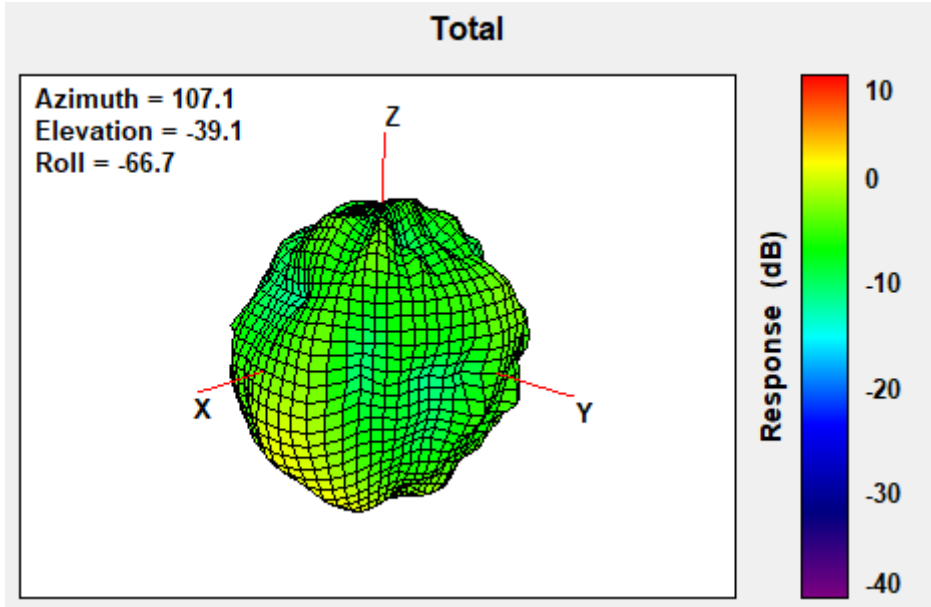 Total
Azimuth = 107.1
Elevation = -39.1
Roll = -66.7
Z
X
Y
10
0
-10
-20
-30
-40
Response (dB)